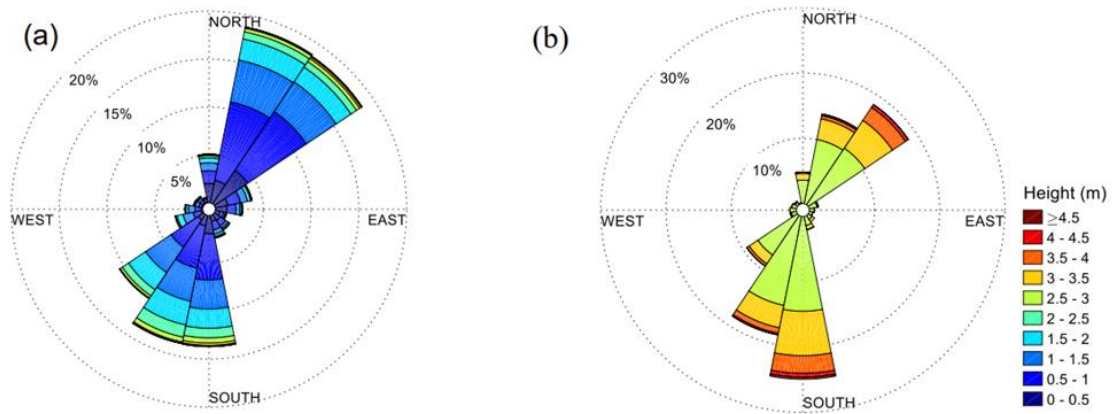 (a)
NORTH
20%
15%
10%
5%
WEST
EAST
SOUTH
(b)
NORTH
30%
20%
10%
WEST
EAST
SOUTH
Height (m)
≥4.5
4 - 4.5
3.5 - 4
3 - 3.5
2.5 - 3
2 - 2.5
1.5 - 2
1 - 1.5
0.5 - 1
0 - 0.5